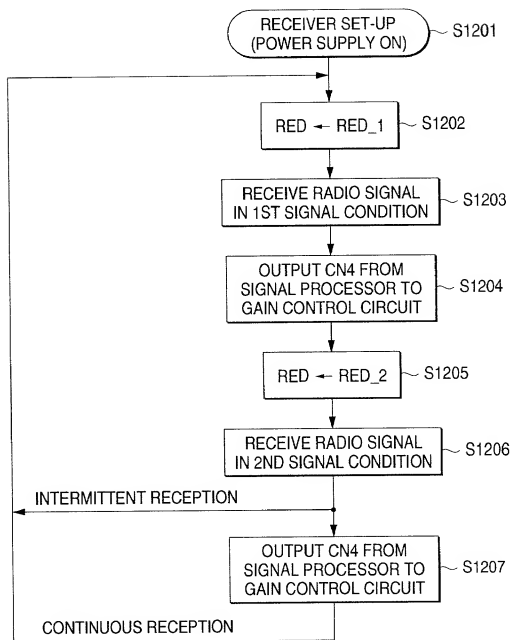 RECEIVER SET-UP
(POWER SUPPLY ON)
S1201
RED ← RED_1
S1202
RECEIVE RADIO SIGNAL
IN 1ST SIGNAL CONDITION
S1203
OUTPUT CN4 FROM
SIGNAL PROCESSOR TO
GAIN CONTROL CIRCUIT
S1204
RED ← RED_2
S1205
RECEIVE RADIO SIGNAL
IN 2ND SIGNAL CONDITION
S1206
INTERMITTENT RECEPTION
OUTPUT CN4 FROM
SIGNAL PROCESSOR TO
GAIN CONTROL CIRCUIT
S1207
CONTINUOUS RECEPTION